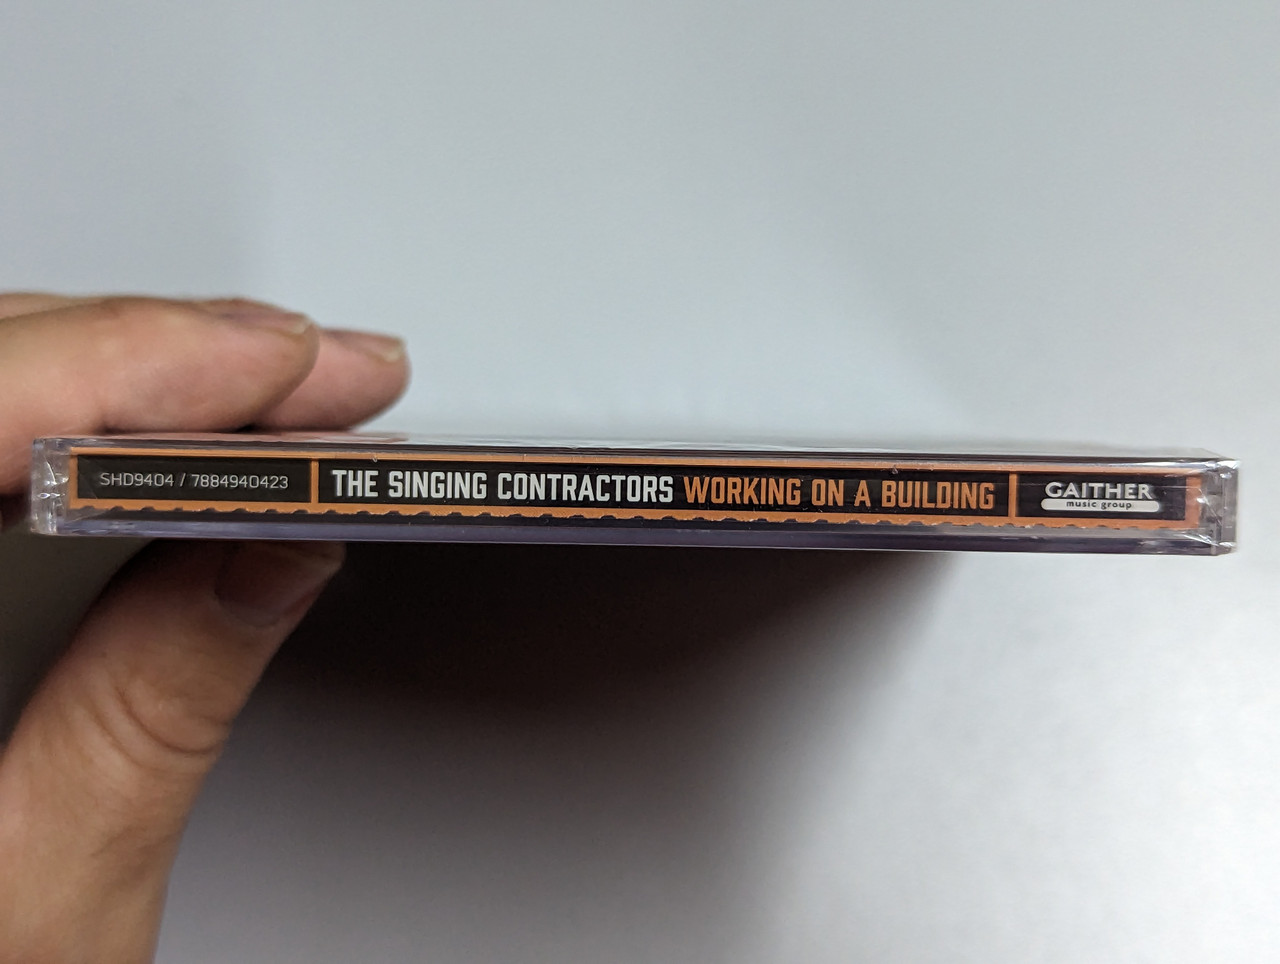 SHD9404 / 7884940423
THE SINGING CONTRACTORS WORKING ON A BUILDING
GAITHER
music group